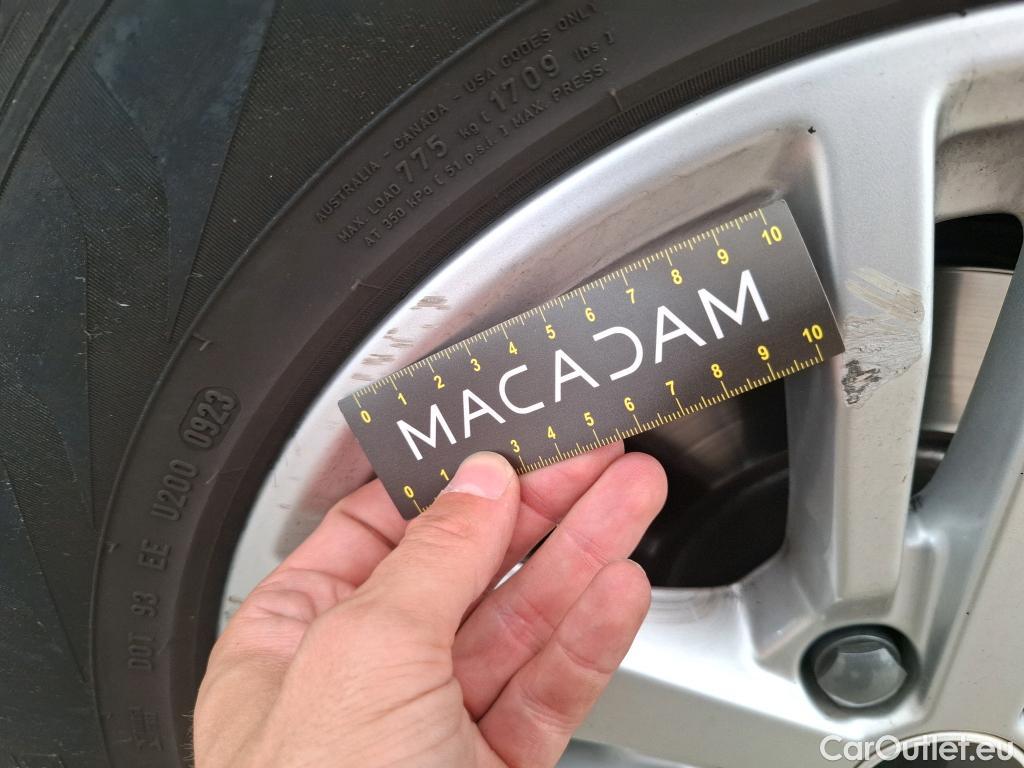 AUSTRALIA - CANADA - USA CODES ONLY
MAX. LOAD 775 kg ( 1709 lbs )
AT 350 kPa ( 51 p.s.i. ) MAX. PRESS.
0 1 2 3 4 5 6 7 8 9 10
MACADAM
0 1 3 4 5 6 7 8 9 10
DOT 93 EE U200 0923
CarOutlet.eu